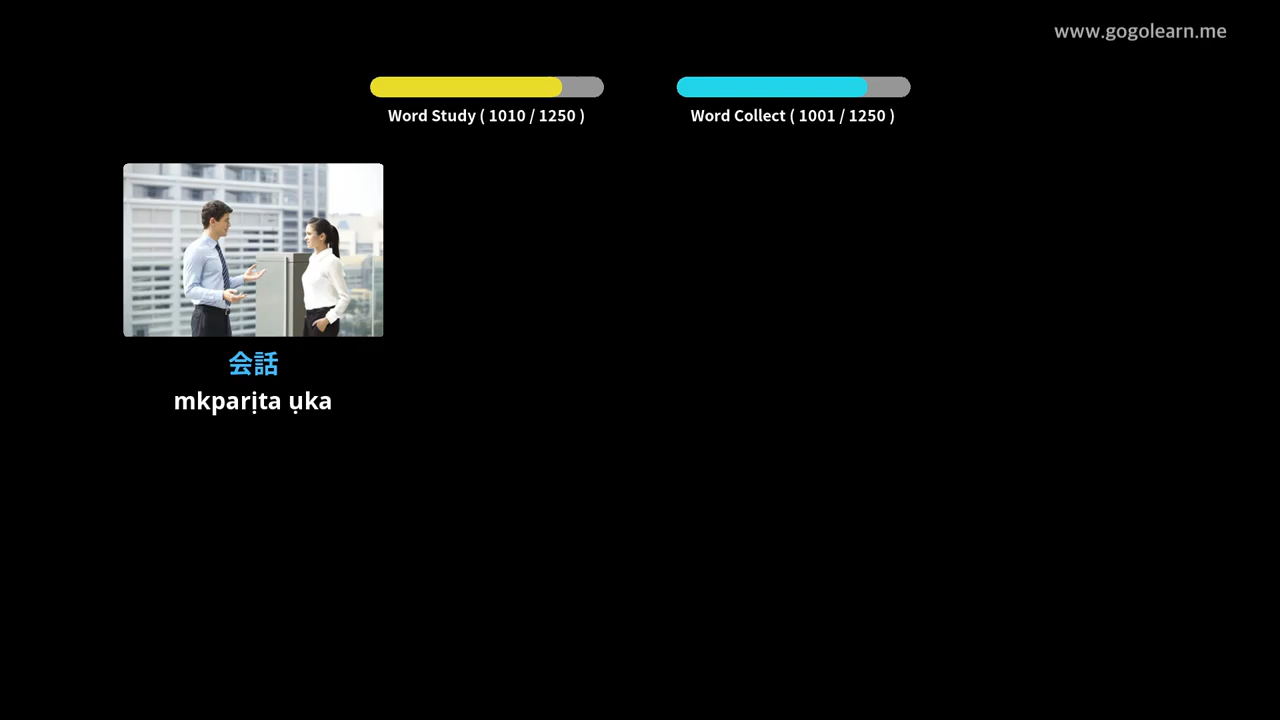 www.gogolearn.me
Word Study ( 1010 / 1250 )
Word Collect ( 1001 / 1250 )
会話
mkparịta ụka